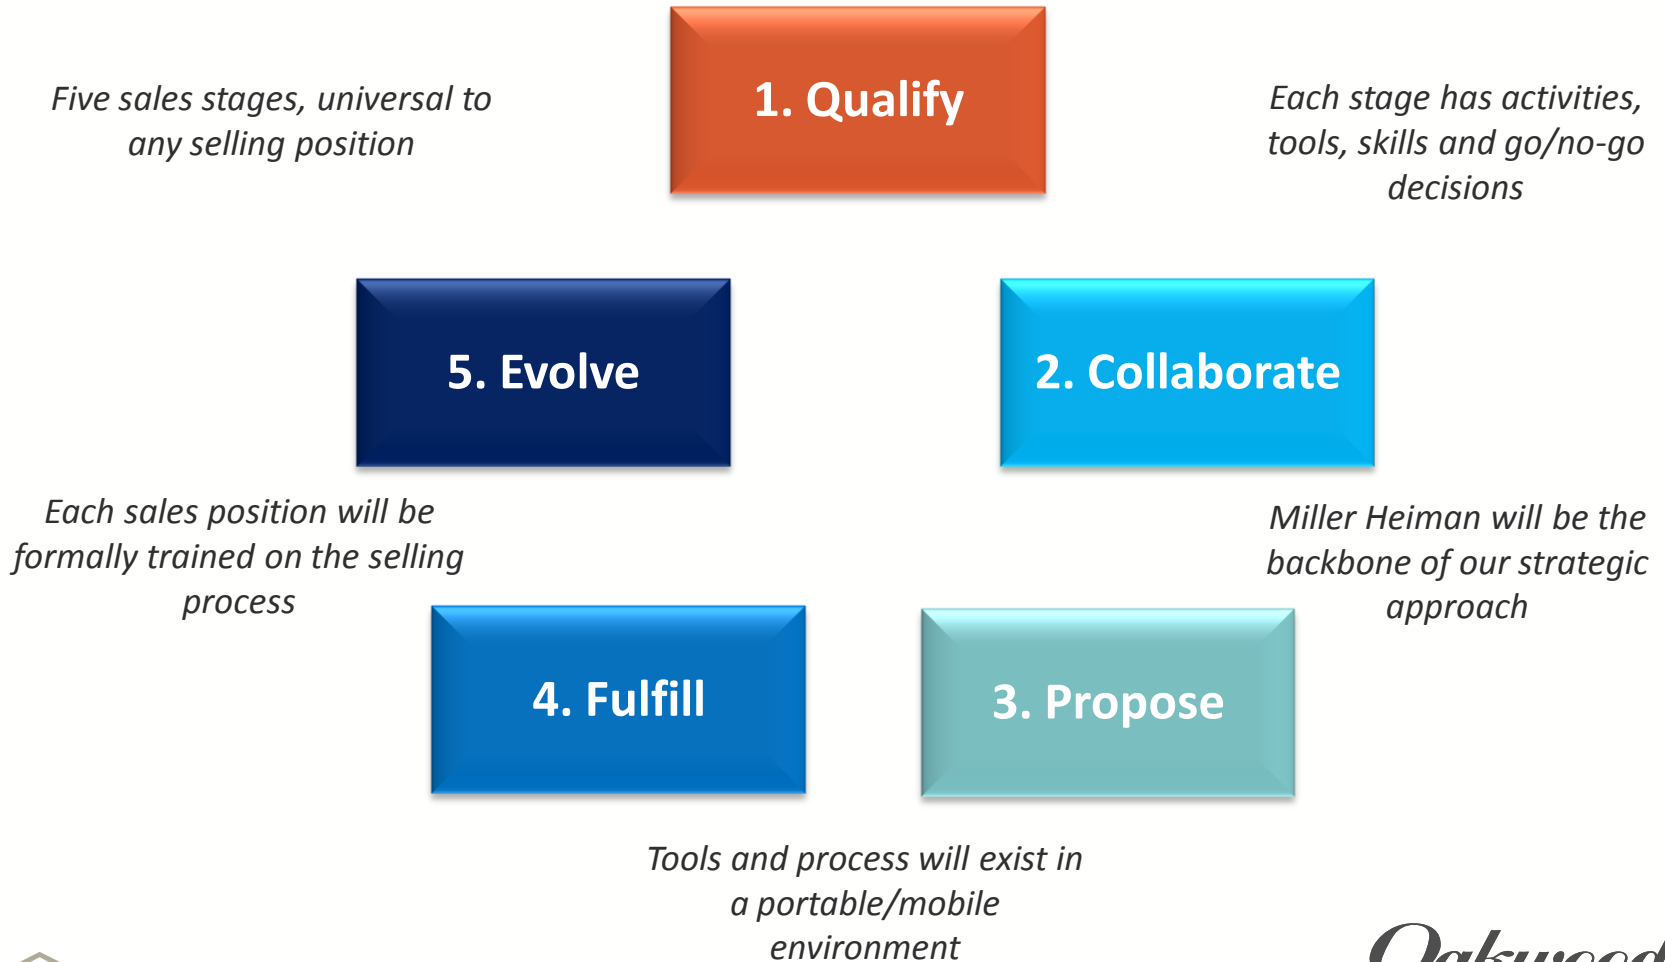 1. Qualify
Five sales stages, universal to
any selling position
Each stage has activities,
tools, skills and go/no-go
decisions
5. Evolve
2. Collaborate
Each sales position will be
formally trained on the selling
process
Miller Heiman will be the
backbone of our strategic
approach
4. Fulfill
3. Propose
Tools and process will exist in
a portable/mobile
environment
Oakwood